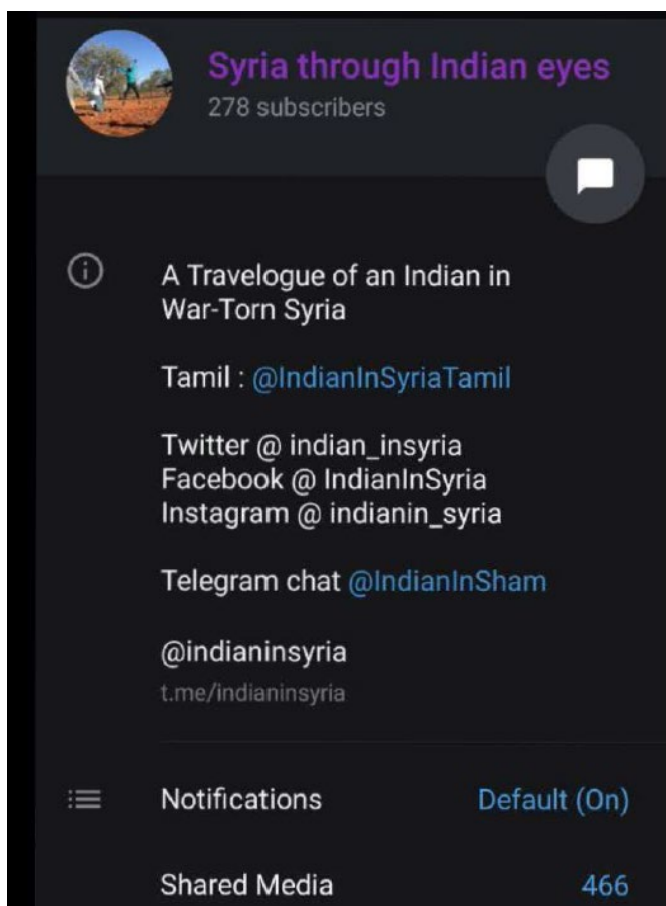 Syria through Indian eyes
278 subscribers
A Travelogue of an Indian in
War-Torn Syria
Tamil : @IndianInSyriaTamil
Twitter @ indian_insyria
Facebook @ IndianInSyria
Instagram @ indianin_syria
Telegram chat @IndianInSham
@indianinsyria
t.me/indianinsyria
Notifications Default (On)
Shared Media 466